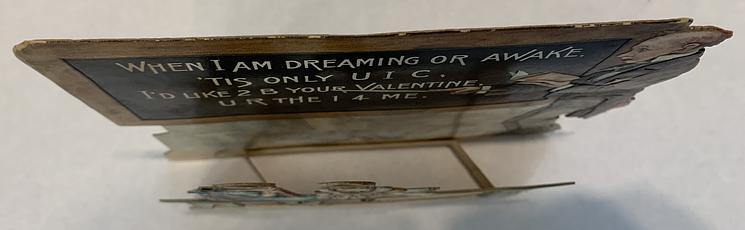 WHEN I AM DREAMING OR AWAKE.
'TIS ONLY U I C.
I'D LIKE 2 B YOUR VALENTINE
U R THE 1 4 ME.